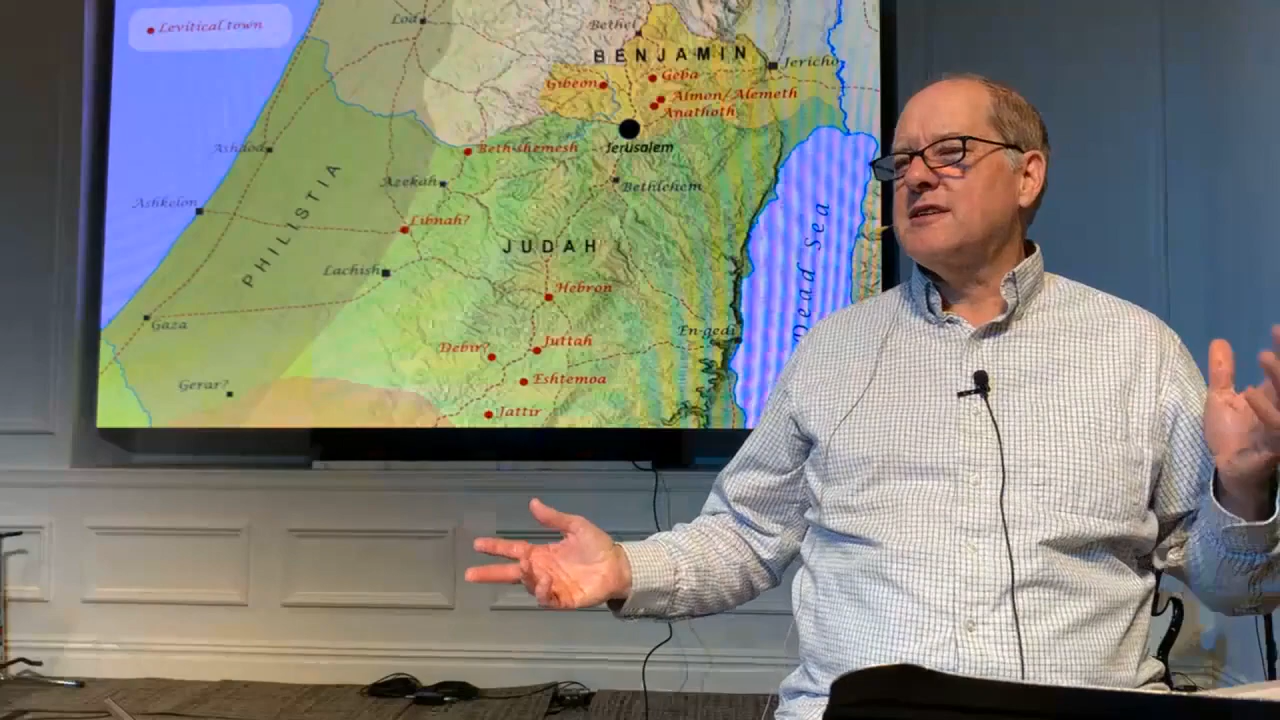 Levitical town
Lod
Bethel
BENJAMIN
Jericho
Gibeon
Geba
Almon/Alemeth
Anathoth
Jerusalem
Ashdod
Beth-shemesh
Azekah
Bethlehem
Ashkelon
Libnah?
PHILISTIA
JUDAH
Dead Sea
Lachish
Hebron
Gaza
En-gedi
Debir?
Juttah
Gerar?
Eshtemoa
Jattir